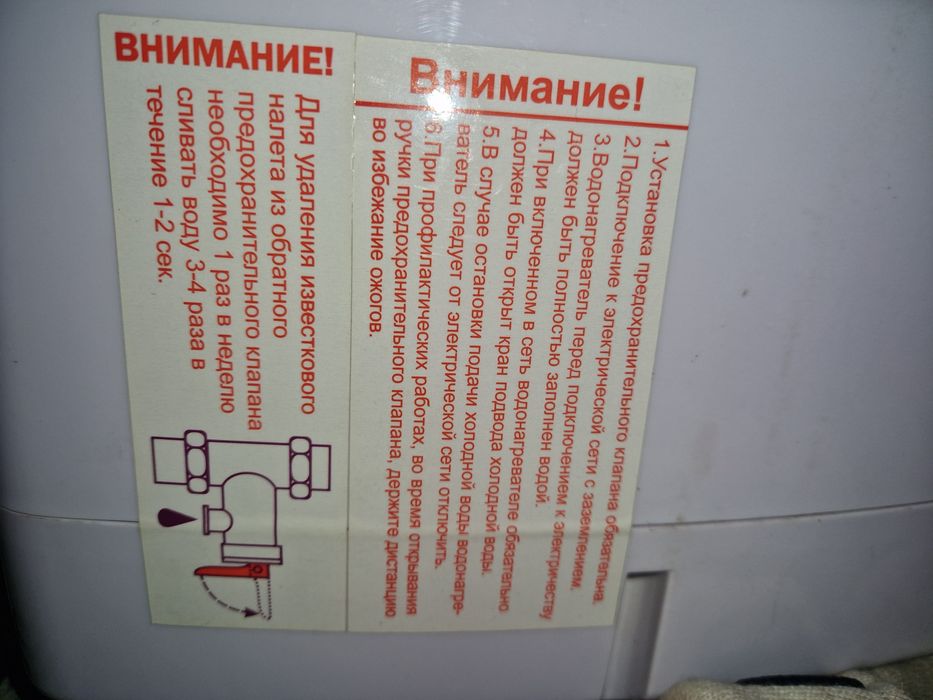 Внимание!
1.Установка предохранительного клапана обязательна.
2.Подключение к электрической сети с заземлением.
3.Водонагреватель перед подключением к электричеству
должен быть полностью заполнен водой.
4.При включенном в сеть водонагревателе обязательно
должен быть открыт кран подвода холодной воды.
5.В случае остановки подачи холодной воды водонагре-
ватель следует от электрической сети отключить.
6.При профилактических работах, во время открывания
ручки предохранительного клапана, держите дистанцию
во избежание ожогов.
ВНИМАНИЕ!
Для удаления известкового
налета из обратного
предохранительного клапана
необходимо 1 раз в неделю
сливать воду 3-4 раза в
течение 1-2 сек.